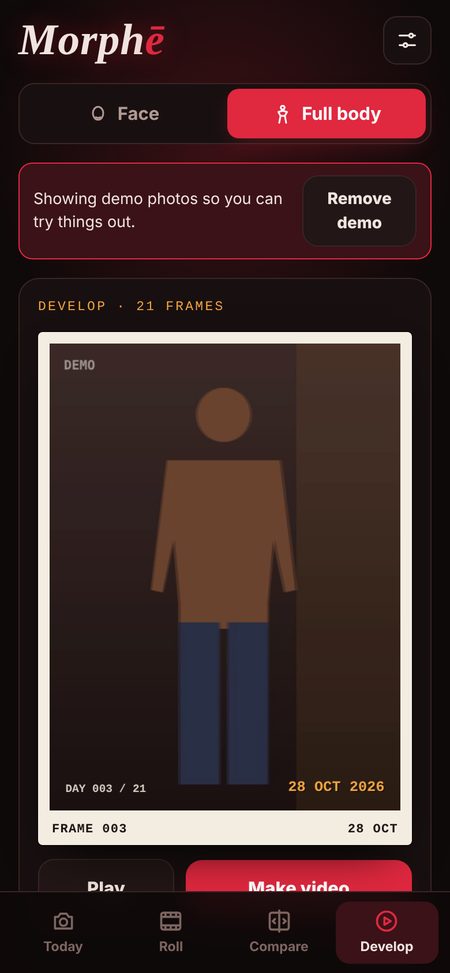 Morphē
Face
Full body
Showing demo photos so you can
try things out.
Remove
demo
DEVELOP · 21 FRAMES
DEMO
DAY 003 / 21
28 OCT 2026
FRAME 003
28 OCT
Play
Make video
Today
Roll
Compare
Develop